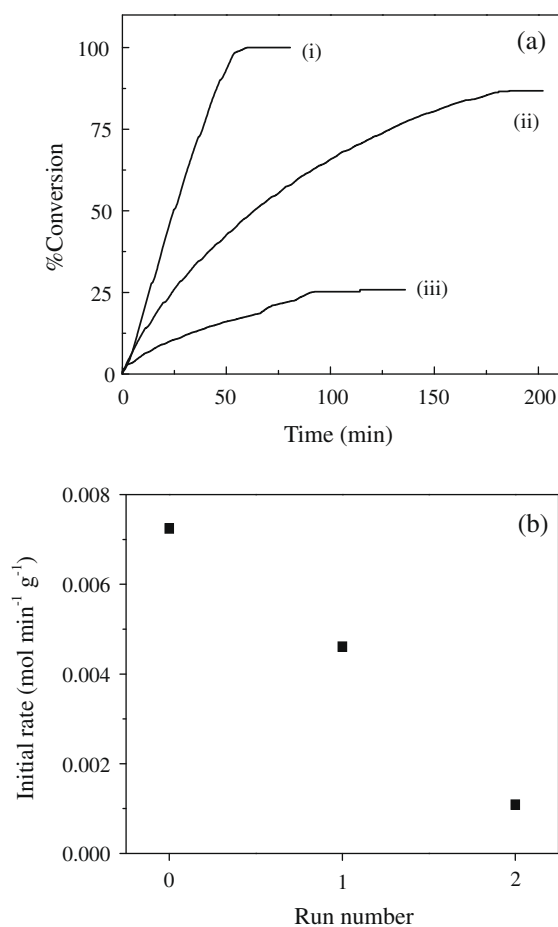 (a)
100
75
50
25
0
%Conversion
(i)
(ii)
(iii)
0 50 100 150 200
Time (min)
(b)
0.008
0.006
0.004
0.002
0.000
Initial rate (mol min⁻¹ g⁻¹)
0 1 2
Run number